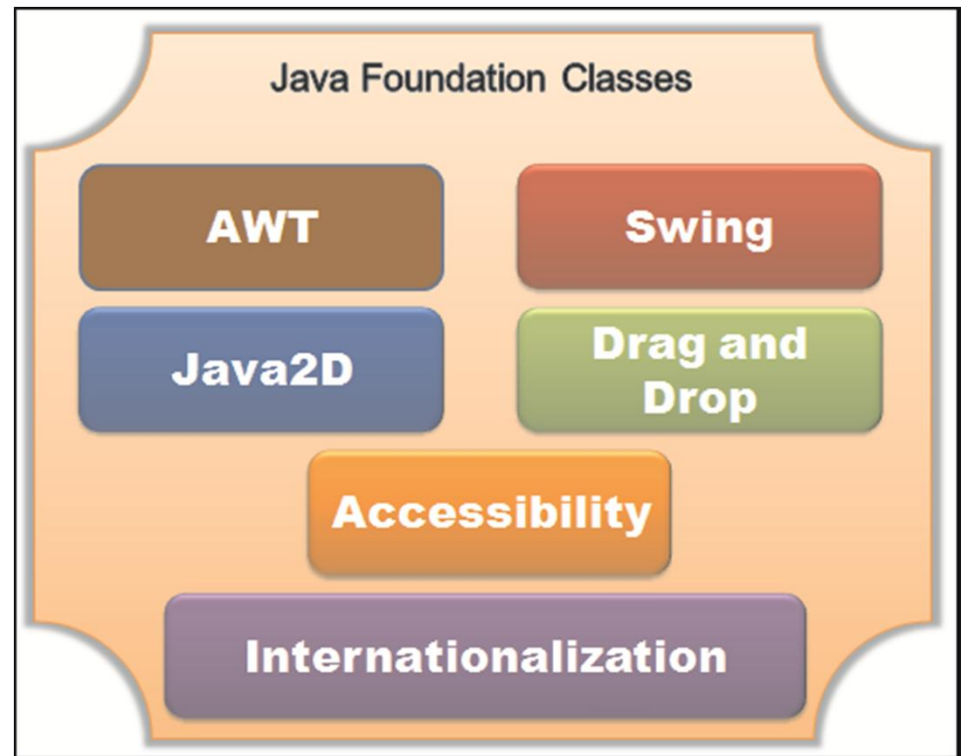 Java Foundation Classes
AWT
Swing
Java2D
Drag and
Drop
Accessibility
Internationalization